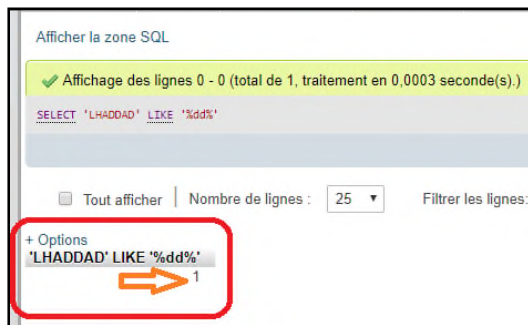 Afficher la zone SQL
Affichage des lignes 0 - 0 (total de 1, traitement en 0,0003 seconde(s).)
SELECT 'LHADDAD' LIKE '%dd%'
Tout afficher Nombre de lignes : 25 Filtrer les lignes:
+ Options
'LHADDAD' LIKE '%dd%'
1